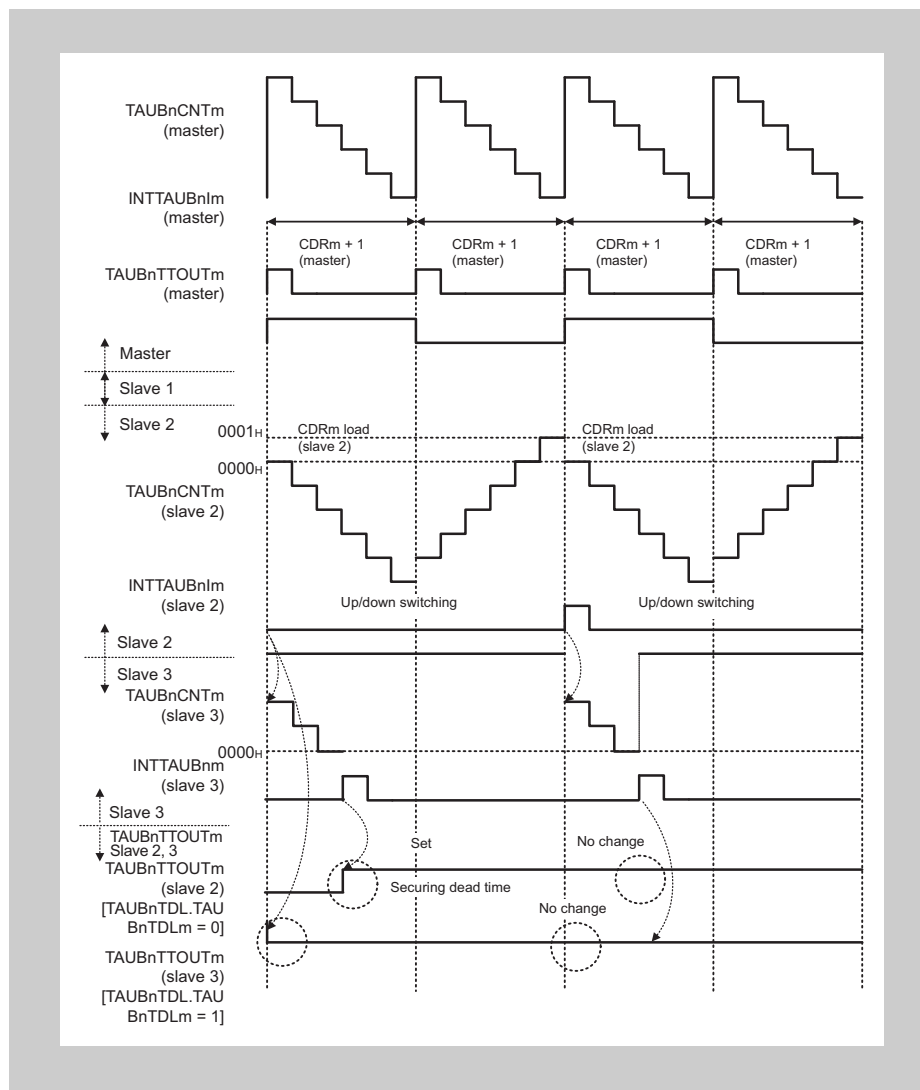 TAUBnCNTm
(master)
INTTAUBnIm
(master)
CDRm + 1
(master)
CDRm + 1
(master)
CDRm + 1
(master)
CDRm + 1
(master)
TAUBnTTOUTm
(master)
Master
Slave 1
Slave 2
0001H
CDRm load
(slave 2)
CDRm load
(slave 2)
0000H
TAUBnCNTm
(slave 2)
INTTAUBnIm
(slave 2)
Up/down switching
Up/down switching
Slave 2
Slave 3
TAUBnCNTm
(slave 3)
0000H
INTTAUBnm
(slave 3)
Slave 3
TAUBnTTOUTm
Slave 2, 3
Set
No change
TAUBnTTOUTm
(slave 2)
[TAUBnTDL.TAU
BnTDLm = 0]
Securing dead time
No change
TAUBnTTOUTm
(slave 3)
[TAUBnTDL.TAU
BnTDLm = 1]